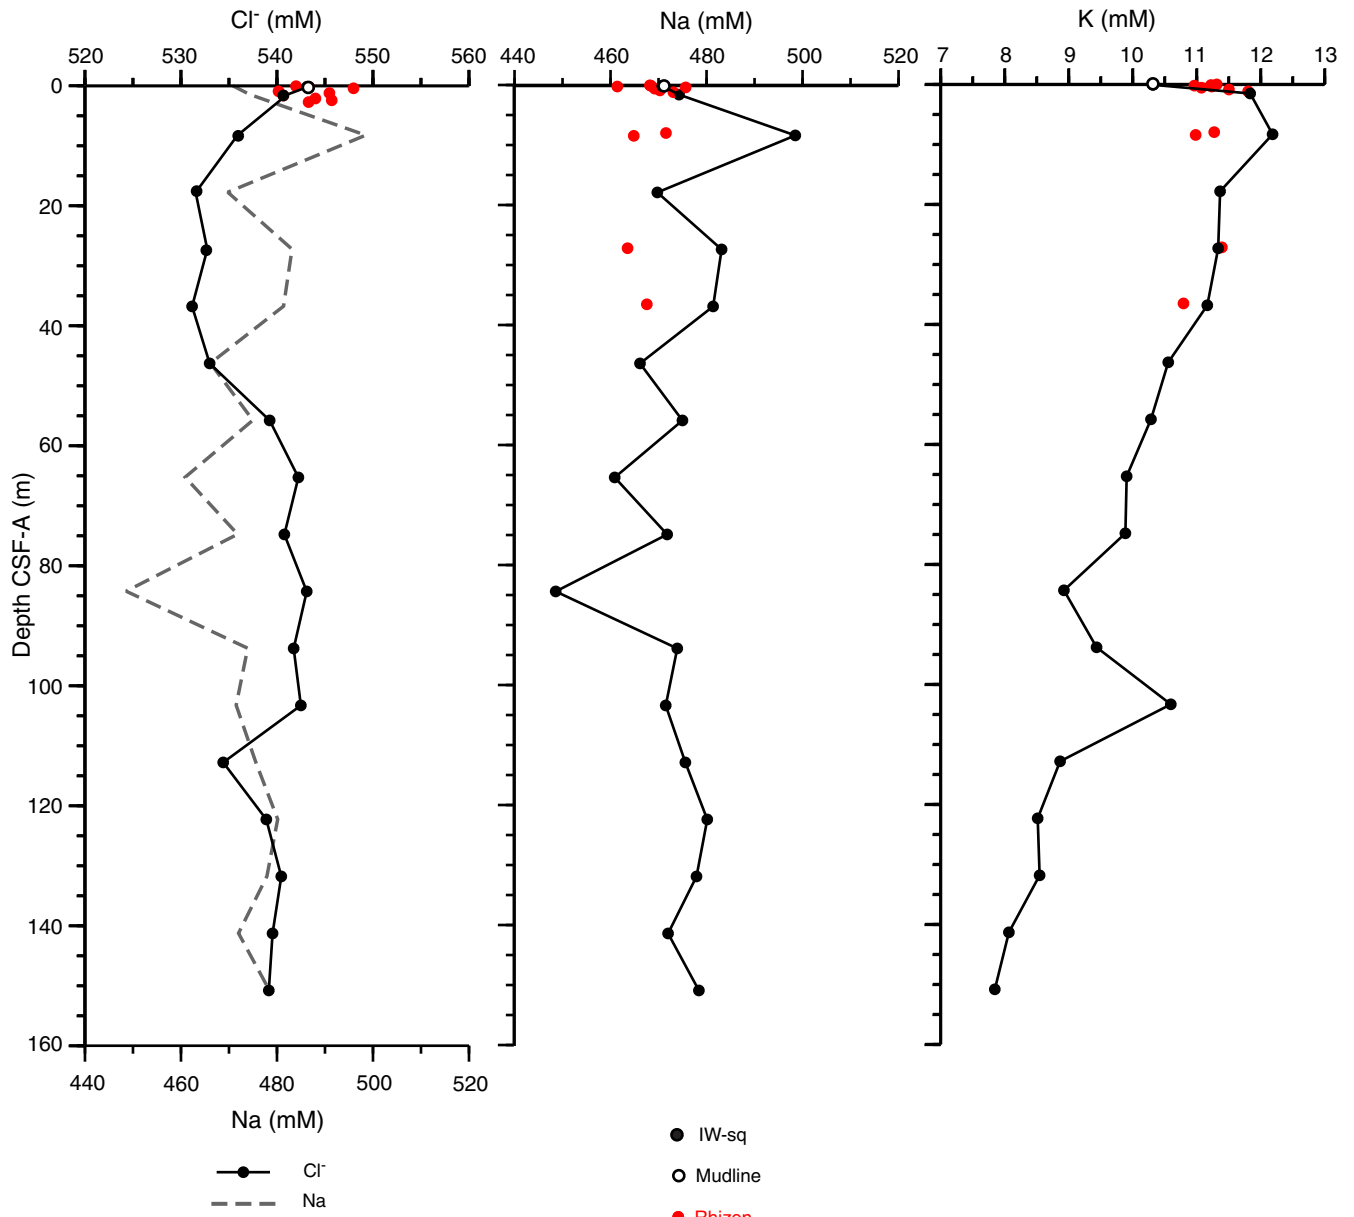 Cl⁻ (mM)
Na (mM)
K (mM)
520 530 540 550 560
440 460 480 500 520
7 8 9 10 11 12 13
0
20
40
60
80
100
120
140
160
Depth CSF-A (m)
440 460 480 500 520
Na (mM)
Cl⁻
Na
IW-sq
Mudline
Rhizon